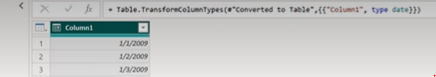 fx = Table.TransformColumnTypes(#"Converted to Table",{{"Column1", type date}})
Column1
1 1/1/2009
2 1/2/2009
3 1/3/2009